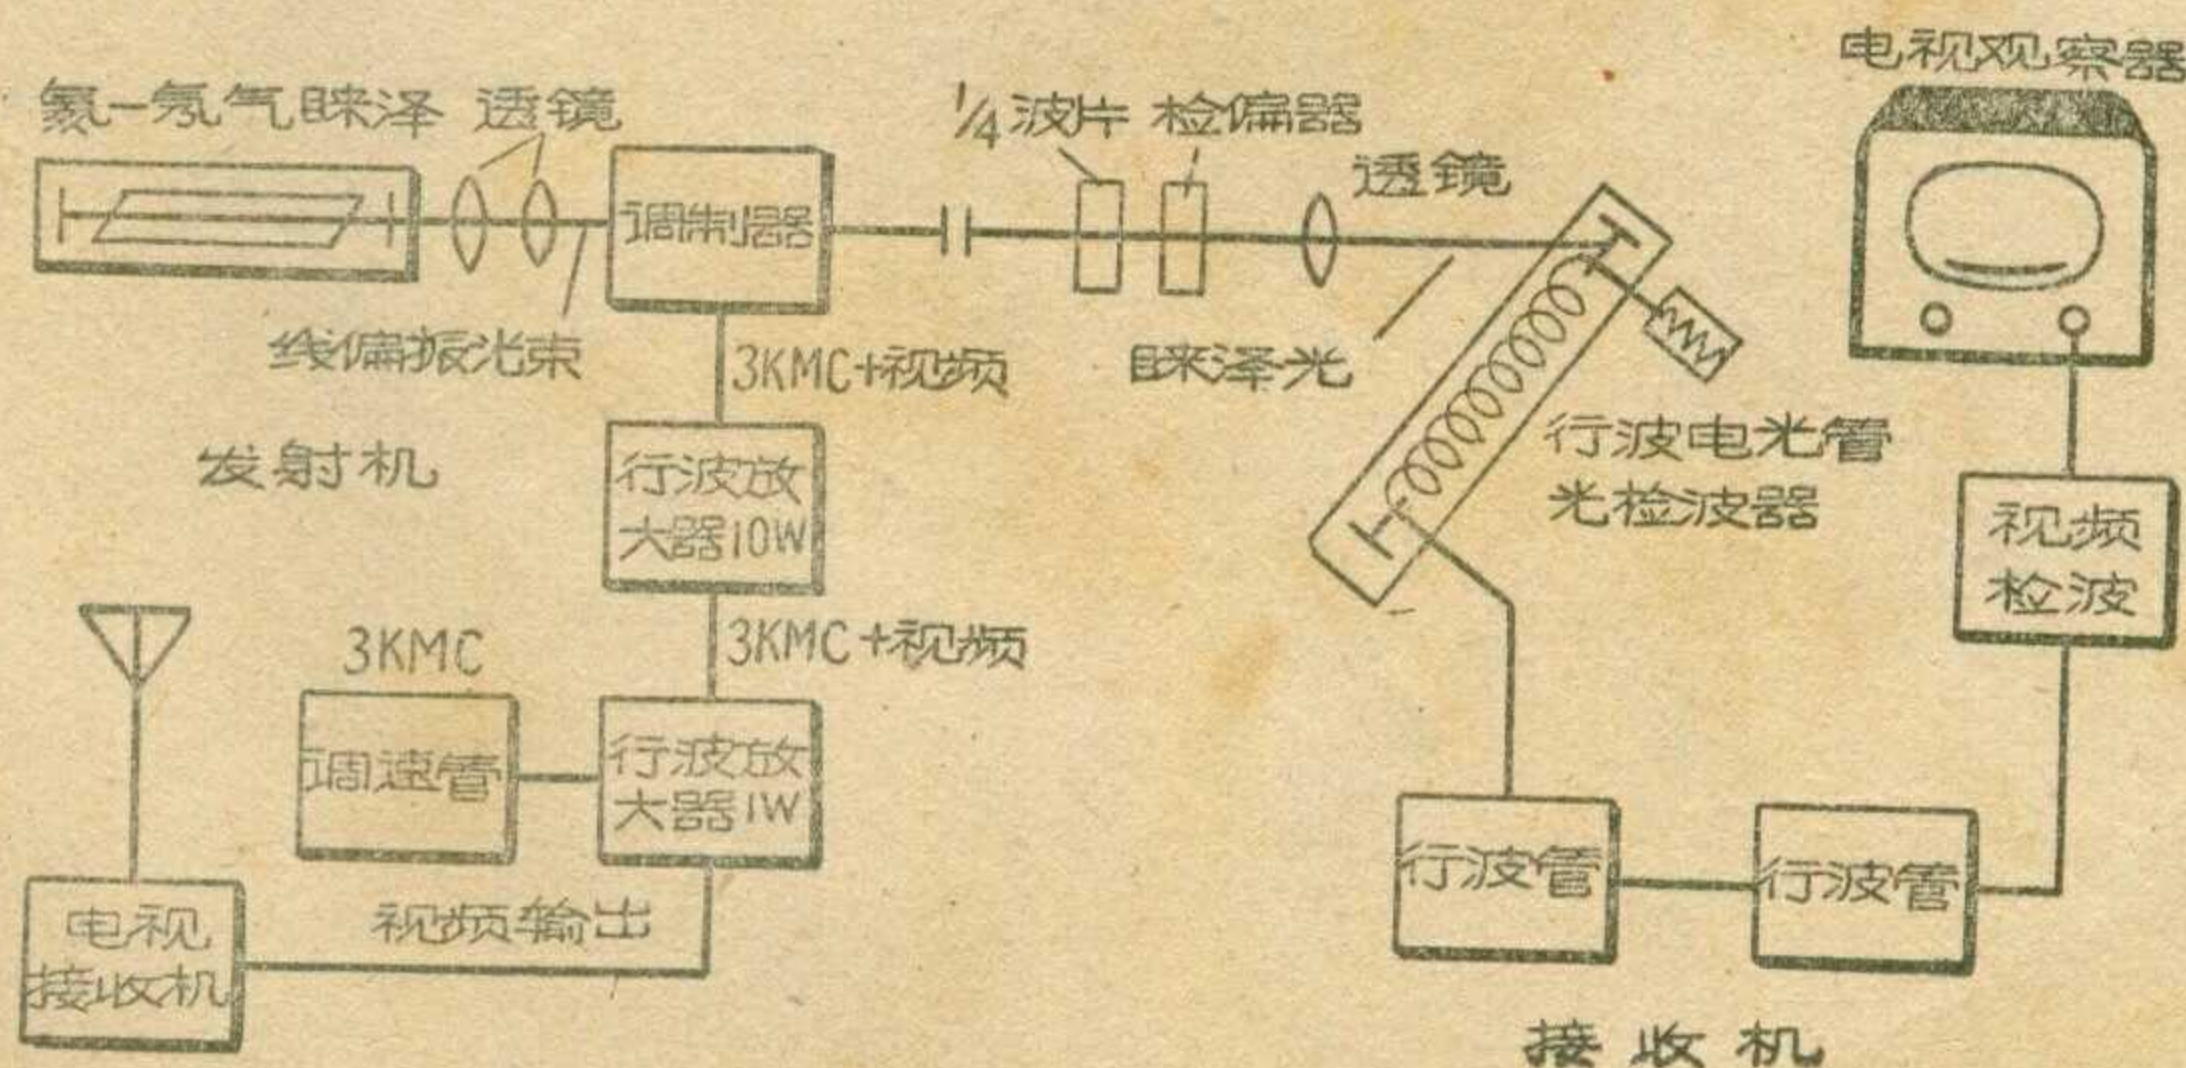 电视观察器
氦-氖气睐泽
透镜
1/4波片
检偏器
透镜
调制器
线偏振光束
3KMC+视频
睐泽光
发射机
行波放
大器10W
行波电光管
光检波器
视频
检波
3KMC
3KMC+视频
调速管
行波放
大器1W
行波管
行波管
电视
接收机
视频输出
接收机